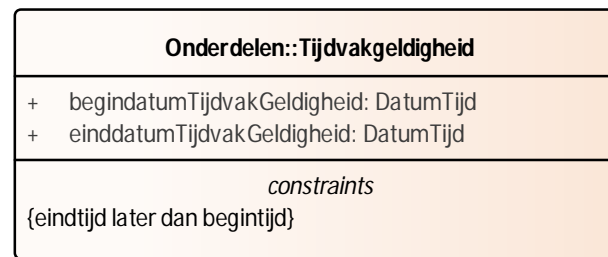 Onderdelen::Tijdvakgeldigheid
+ begindatumTijdvakGeldigheid: DatumTijd
+ einddatumTijdvakGeldigheid: DatumTijd
constraints
{eindtijd later dan begintijd}